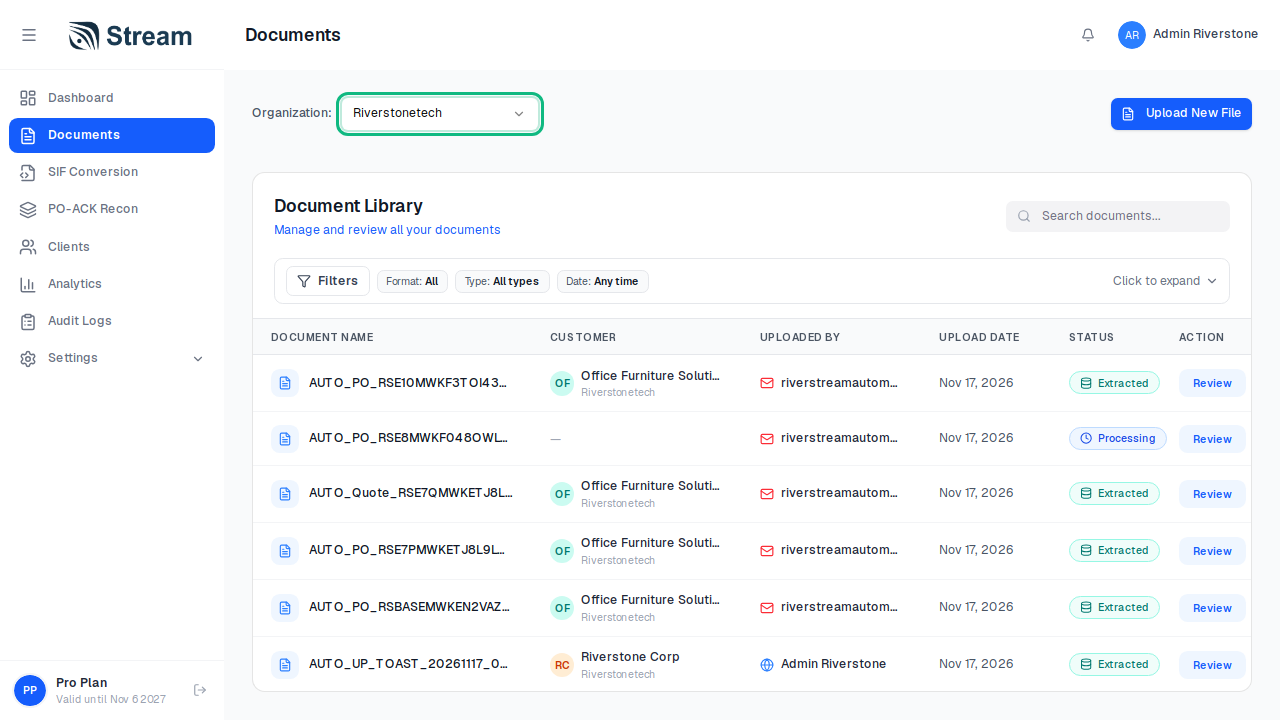 Stream
Documents
AR
Admin Riverstone
Dashboard
Documents
SIF Conversion
PO-ACK Recon
Clients
Analytics
Audit Logs
Settings
PP
Pro Plan
Valid until Nov 6 2027
Organization:
Riverstonetech
Upload New File
Document Library
Manage and review all your documents
Search documents...
Filters
Format: All
Type: All types
Date: Any time
Click to expand
DOCUMENT NAME CUSTOMER UPLOADED BY UPLOAD DATE STATUS ACTION
AUTO_PO_RSE10MWKF3TOI43... OF Office Furniture Soluti... riverstreamautom... Nov 17, 2026 Extracted Review
Riverstonetech
AUTO_PO_RSE8MWKF048OWL... — riverstreamautom... Nov 17, 2026 Processing Review
AUTO_Quote_RSE7QMWKETJ8L... OF Office Furniture Soluti... riverstreamautom... Nov 17, 2026 Extracted Review
Riverstonetech
AUTO_PO_RSE7PMWKETJ8L9L... OF Office Furniture Soluti... riverstreamautom... Nov 17, 2026 Extracted Review
Riverstonetech
AUTO_PO_RSBASEMWKEN2VAZ... OF Office Furniture Soluti... riverstreamautom... Nov 17, 2026 Extracted Review
Riverstonetech
AUTO_UP_TOAST_20261117_0... RC Riverstone Corp Admin Riverstone Nov 17, 2026 Extracted Review
Riverstonetech